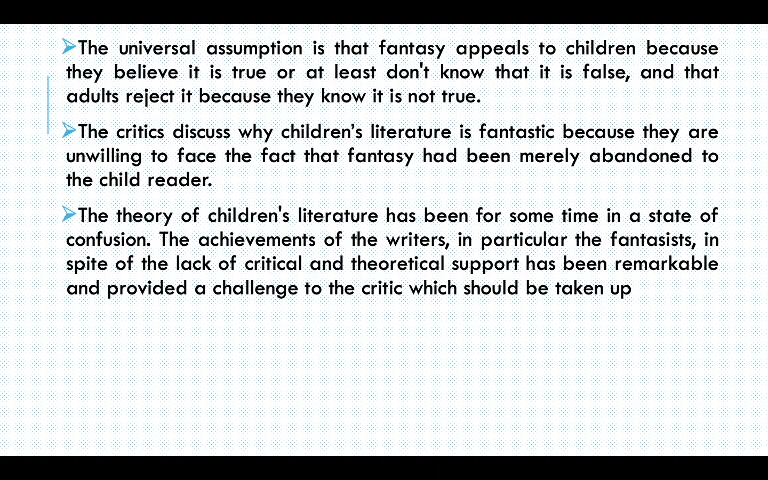 ➢The universal assumption is that fantasy appeals to children because
they believe it is true or at least don't know that it is false, and that
adults reject it because they know it is not true.
➢The critics discuss why children’s literature is fantastic because they are
unwilling to face the fact that fantasy had been merely abandoned to
the child reader.
➢The theory of children's literature has been for some time in a state of
confusion. The achievements of the writers, in particular the fantasists, in
spite of the lack of critical and theoretical support has been remarkable
and provided a challenge to the critic which should be taken up